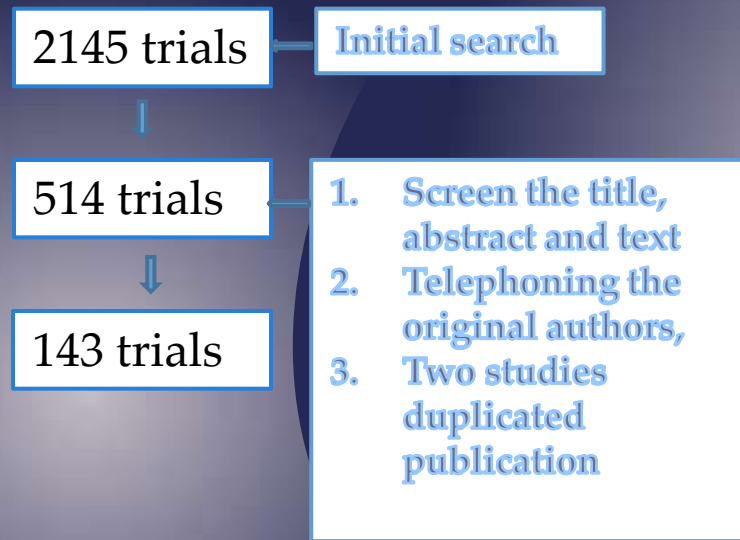 2145 trials
Initial search
514 trials
1. Screen the title,
abstract and text
2. Telephoning the
original authors,
3. Two studies
duplicated
publication
143 trials